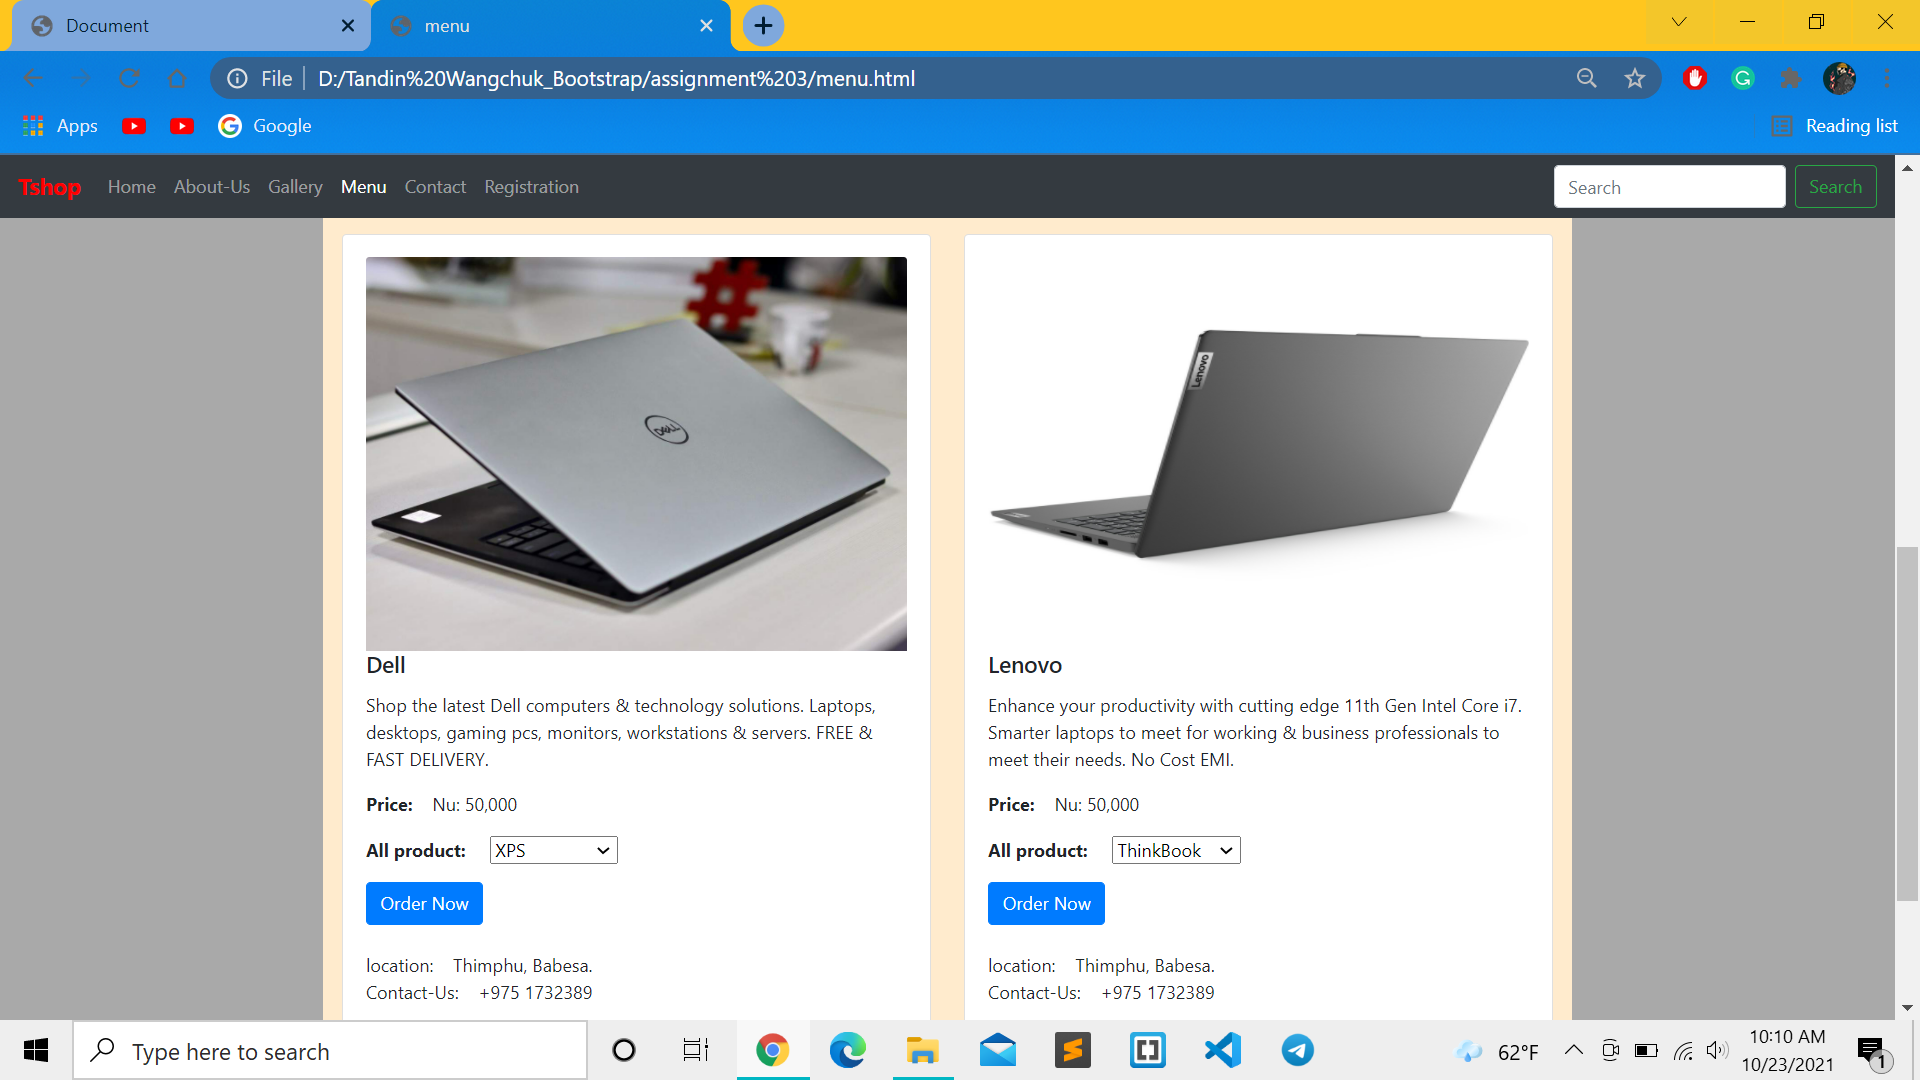 Document
menu
File
D:/Tandin%20Wangchuk_Bootstrap/assignment%203/menu.html
Apps
Google
Reading list
Tshop Home About-Us Gallery Menu Contact Registration
Search
Search
DELL
Lenovo
Dell
Shop the latest Dell computers & technology solutions. Laptops,
desktops, gaming pcs, monitors, workstations & servers. FREE &
FAST DELIVERY.
Price: Nu: 50,000
All product: XPS
Order Now
location: Thimphu, Babesa.
Contact-Us: +975 1732389
Lenovo
Enhance your productivity with cutting edge 11th Gen Intel Core i7.
Smarter laptops to meet for working & business professionals to
meet their needs. No Cost EMI.
Price: Nu: 50,000
All product: ThinkBook
Order Now
location: Thimphu, Babesa.
Contact-Us: +975 1732389
Type here to search
62°F
10:10 AM
10/23/2021
1